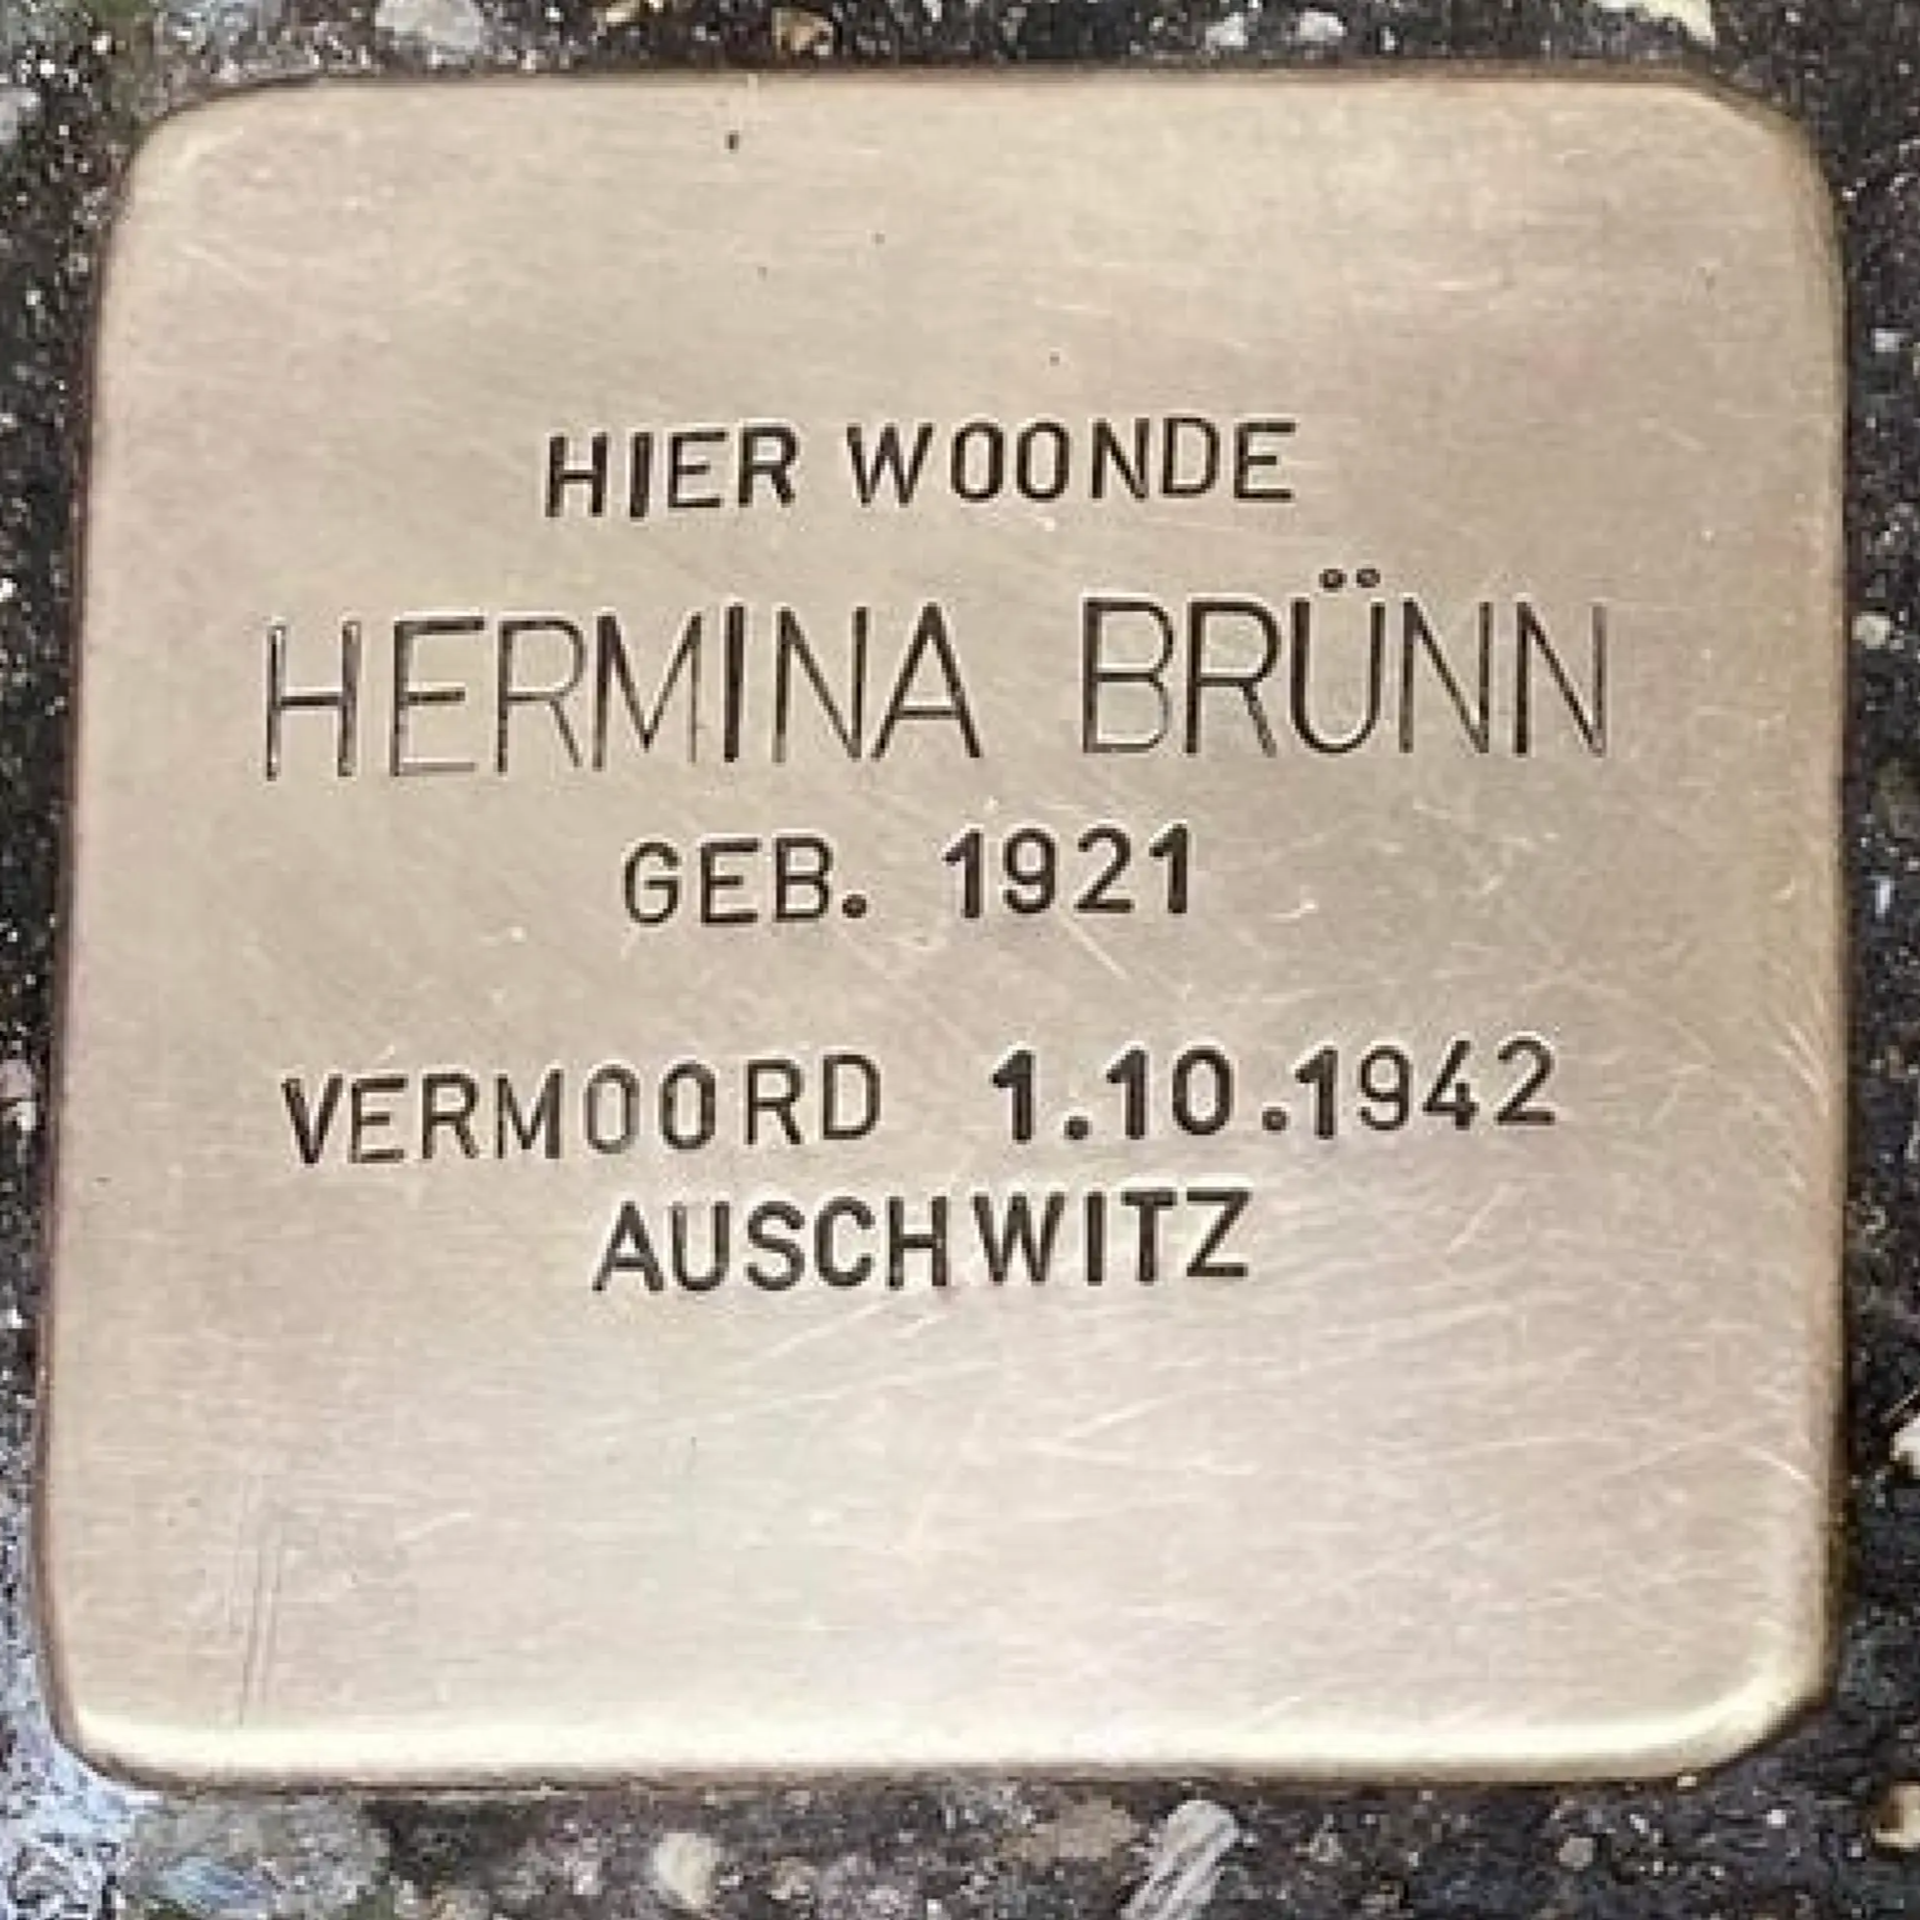 HIER WOONDE
HERMINA BRÜNN
GEB. 1921
VERMOORD 1.10.1942
AUSCHWITZ